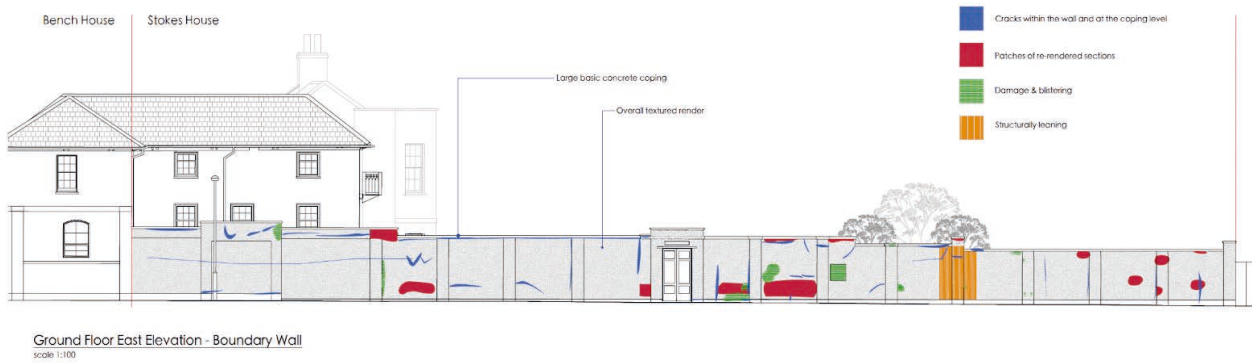 Bench House
Stokes House
Cracks within the wall and at the coping level
Patches of re-rendered sections
Damage & blistering
Structurally leaning
Large basic concrete coping
Overall textured render
Ground Floor East Elevation - Boundary Wall
scale 1:100